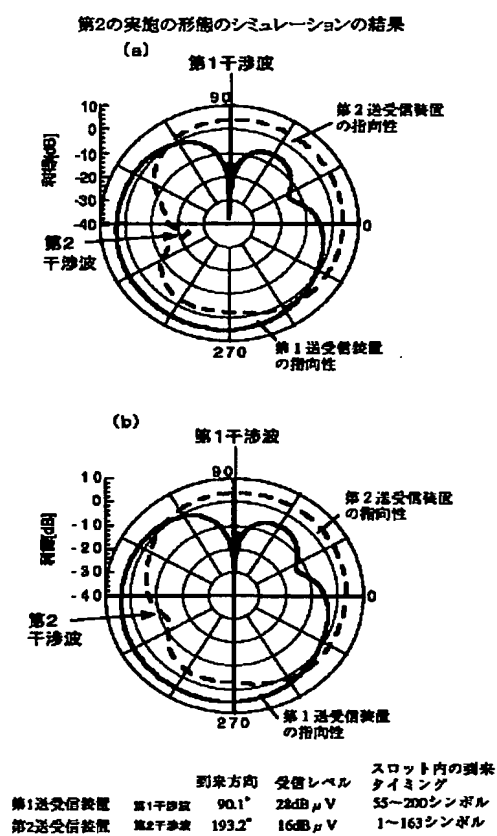 第2の実施の形態のシミュレーションの結果
(a)
第1干渉波
90
第2送受信装置
の指向性
10
0
-10
-20
-30
-40
利得[dB]
0
第2
干渉波
第1送受信装置
の指向性
270
(b)
第1干渉波
90
第2送受信装置
の指向性
10
0
-10
-20
-30
-40
利得[dB]
0
第2
干渉波
第1送受信装置
の指向性
270
到来方向 受信レベル スロット内の到来
タイミング
第1送受信装置 第1干渉波 90.1° 28dBμV 55～200シンボル
第2送受信装置 第2干渉波 193.2° 16dBμV 1～163シンボル